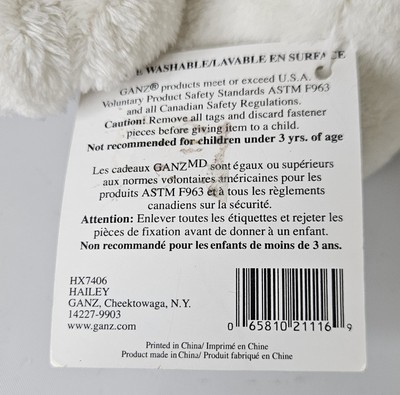 E WASHABLE/LAVABLE EN SURFACE
GANZ® products meet or exceed U.S.A.
Voluntary Product Safety Standards ASTM F963
and all Canadian Safety Regulations.
Caution! Remove all tags and discard fastener
pieces before giving item to a child.
Not recommended for children under 3 yrs. of age
Les cadeaux GANZMD sont égaux ou supérieurs
aux normes volontaires américaines pour les
produits ASTM F963 et à tous les règlements
canadiens sur la sécurité.
Attention: Enlever toutes les étiquettes et rejeter les
pièces de fixation avant de donner à un enfant.
Non recommandé pour les enfants de moins de 3 ans.
HX7406
HAILEY
GANZ, Cheektowaga, N.Y.
14227-9903
www.ganz.com
0 65810 21116 9
Printed in China/ Imprimé en Chine
Product made in China/ Produit fabriqué en Chine